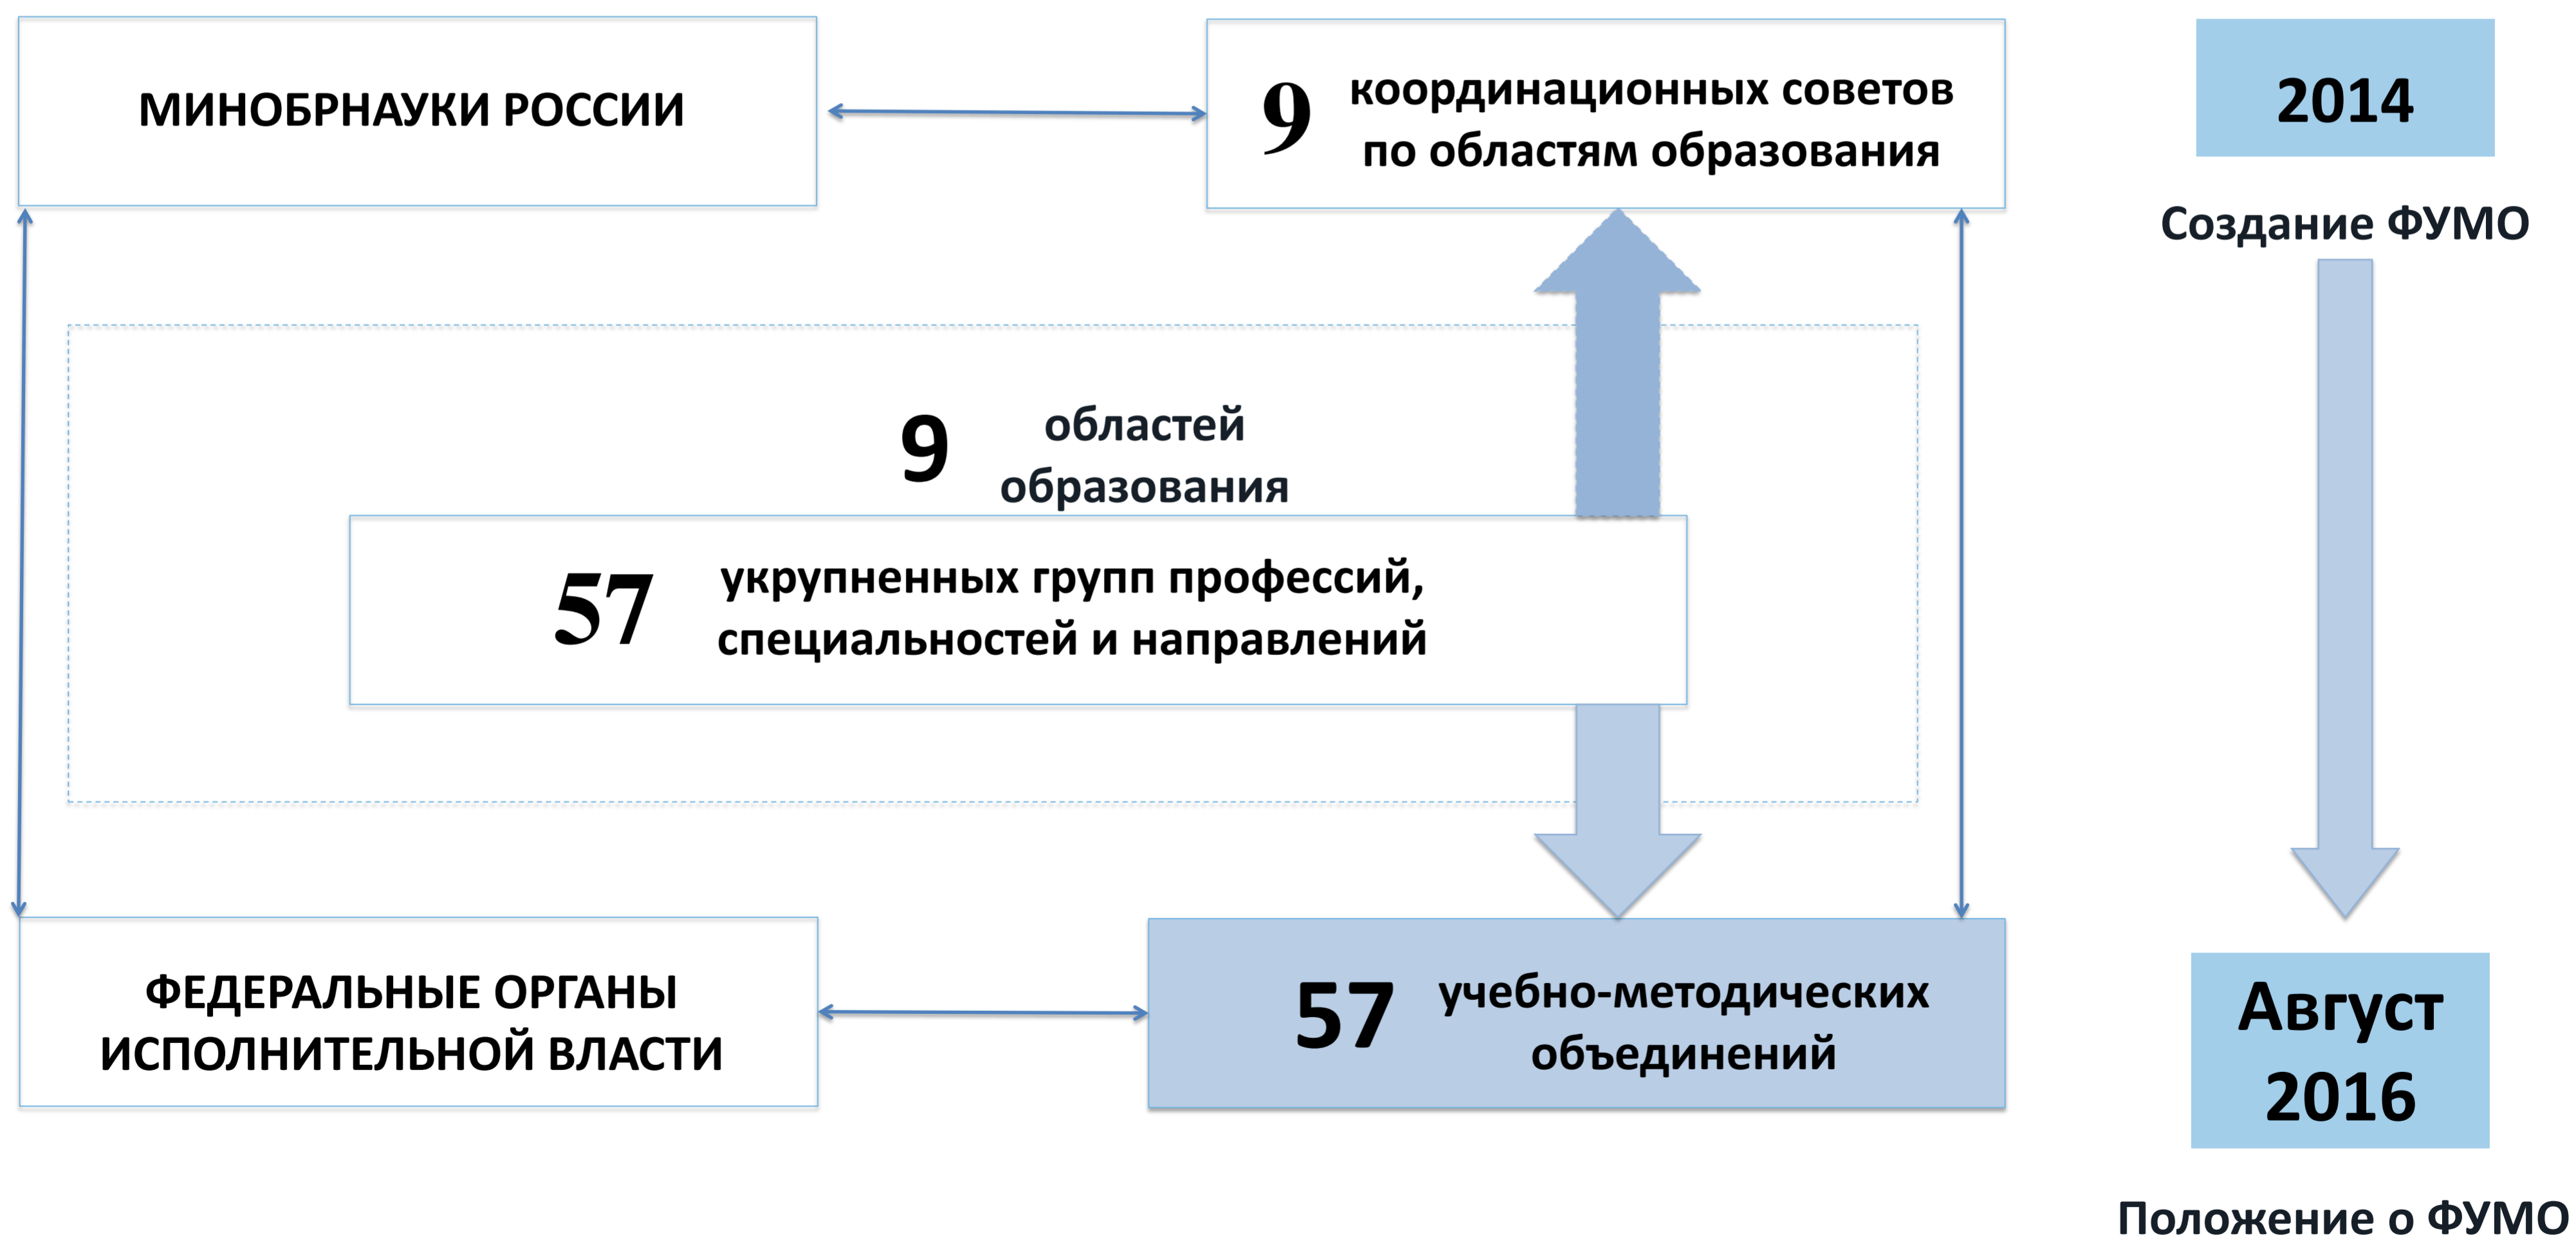 МИНОБРНАУКИ РОССИИ
9 координационных советов
по областям образования
2014
Создание ФУМО
9 областей
образования
57 укрупненных групп профессий,
специальностей и направлений
ФЕДЕРАЛЬНЫЕ ОРГАНЫ
ИСПОЛНИТЕЛЬНОЙ ВЛАСТИ
57 учебно-методических
объединений
Август
2016
Положение о ФУМО